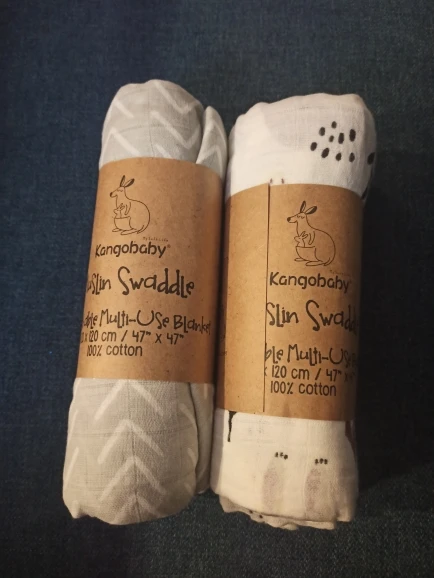 Kangobaby®
uslin Swaddle
ble Multi-Use Blanket
x 120 cm / 47" x 47"
100% cotton
Kangobaby®
Slin Swadd
ble Multi-Use
x 120 cm / 47"
100% cotton